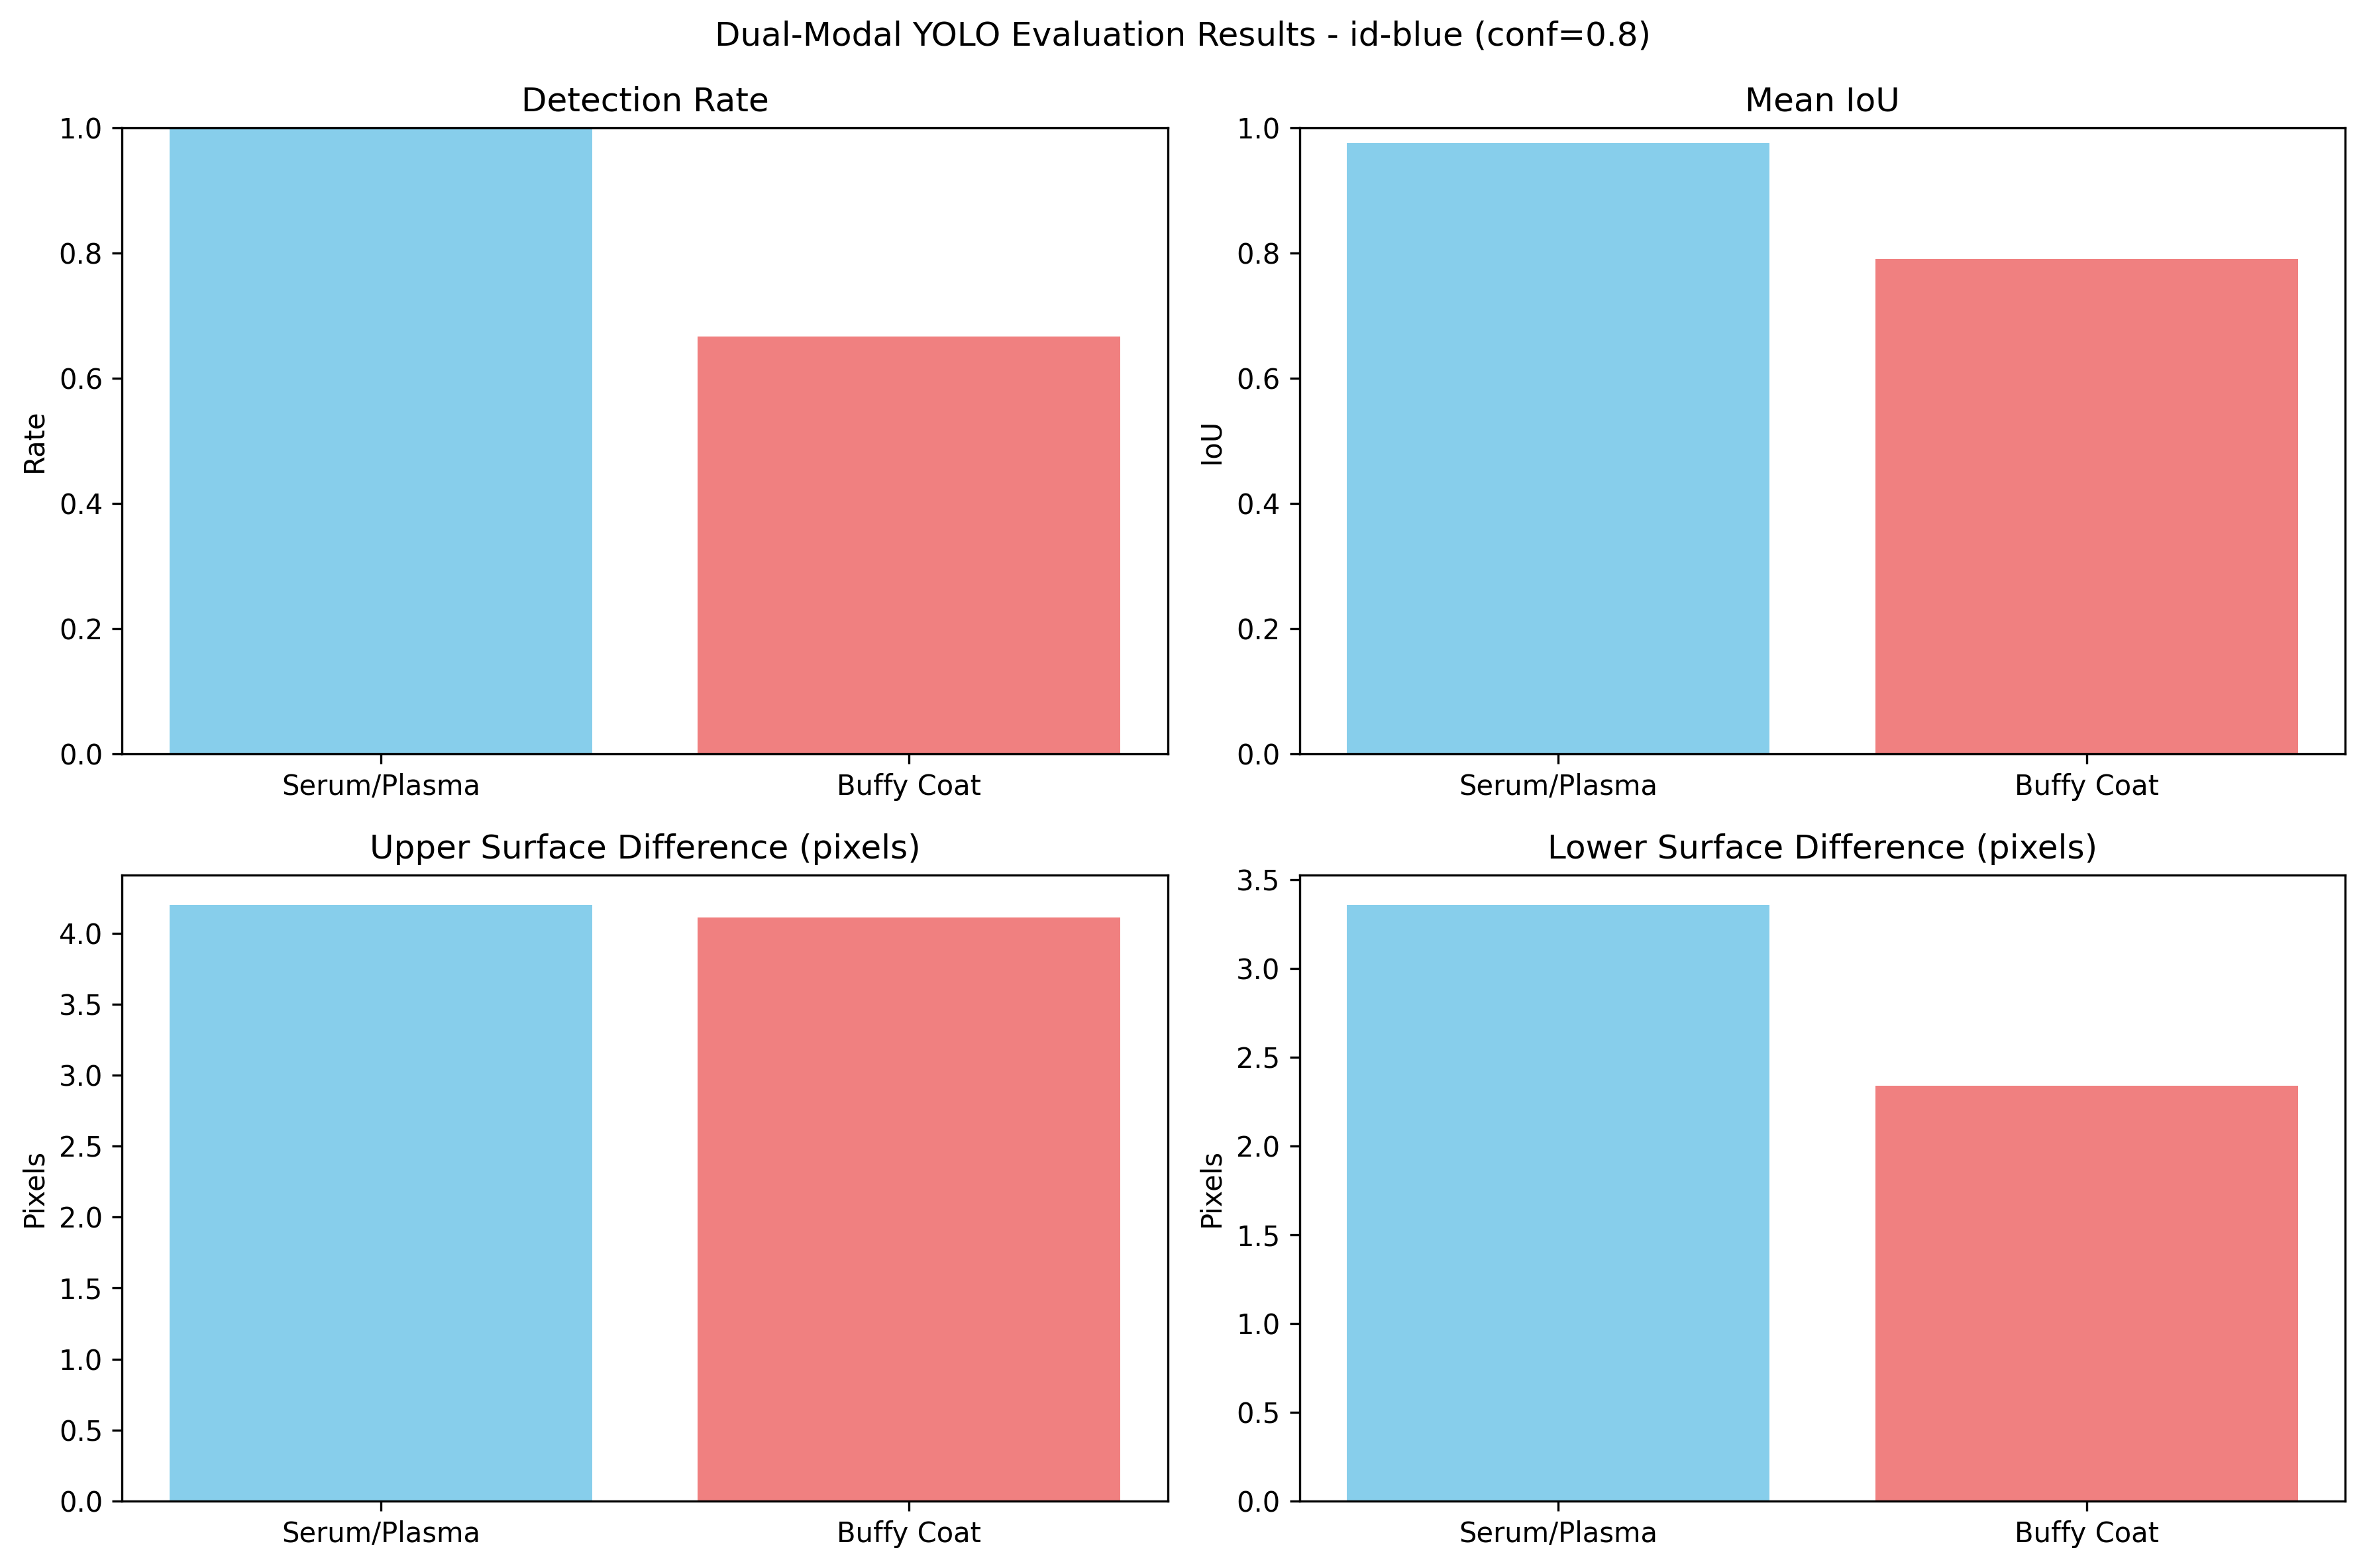 Dual-Modal YOLO Evaluation Results - id-blue (conf=0.8)
Detection Rate
1.0
0.8
0.6
0.4
0.2
0.0
Rate
Serum/Plasma
Buffy Coat
Mean IoU
1.0
0.8
0.6
0.4
0.2
0.0
IoU
Serum/Plasma
Buffy Coat
Upper Surface Difference (pixels)
4.0
3.5
3.0
2.5
2.0
1.5
1.0
0.5
0.0
Pixels
Serum/Plasma
Buffy Coat
Lower Surface Difference (pixels)
3.5
3.0
2.5
2.0
1.5
1.0
0.5
0.0
Pixels
Serum/Plasma
Buffy Coat